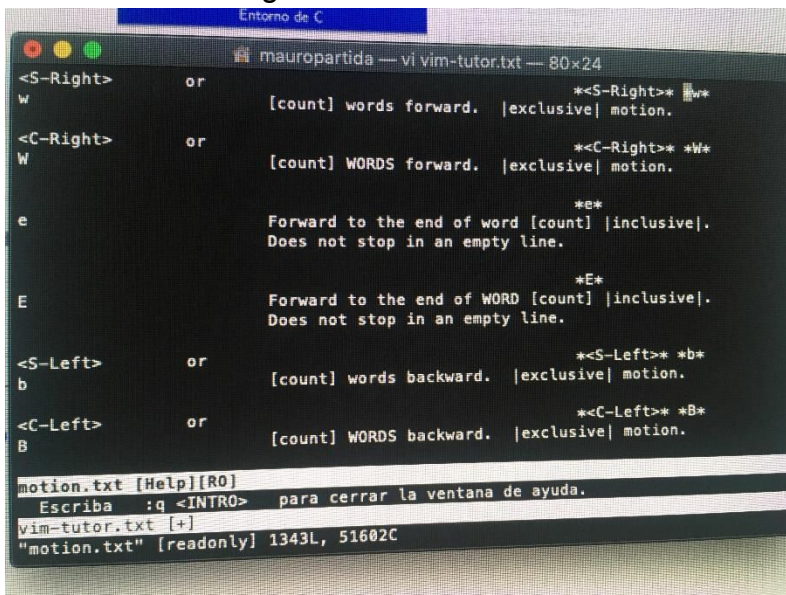 Entorno de C
mauropartida — vi vim-tutor.txt — 80×24
<S-Right> or *<S-Right>* *w*
w [count] words forward. |exclusive| motion.
<C-Right> or *<C-Right>* *W*
W [count] WORDS forward. |exclusive| motion.
*e*
e Forward to the end of word [count] |inclusive|.
Does not stop in an empty line.
*E*
E Forward to the end of WORD [count] |inclusive|.
Does not stop in an empty line.
<S-Left> or *<S-Left>* *b*
b [count] words backward. |exclusive| motion.
<C-Left> or *<C-Left>* *B*
B [count] WORDS backward. |exclusive| motion.
motion.txt [Help][RO]
Escriba :q <INTRO> para cerrar la ventana de ayuda.
vim-tutor.txt [+]
"motion.txt" [readonly] 1343L, 51602C